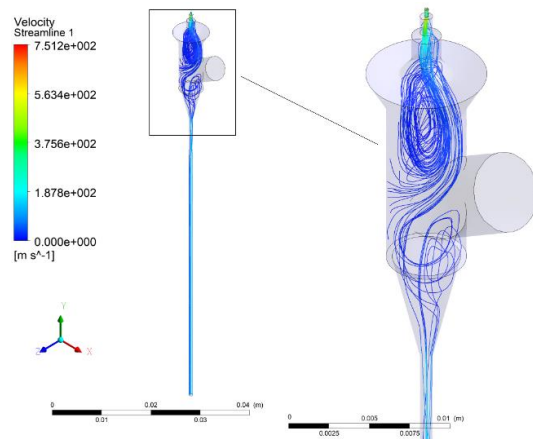 Velocity
Streamline 1
7.512e+002
5.634e+002
3.756e+002
1.878e+002
0.000e+000
[m s^-1]
Y
Z
X
0 0.02 0.04 (m)
0.01 0.03
0 0.005 0.01 (m)
0.0025 0.0075